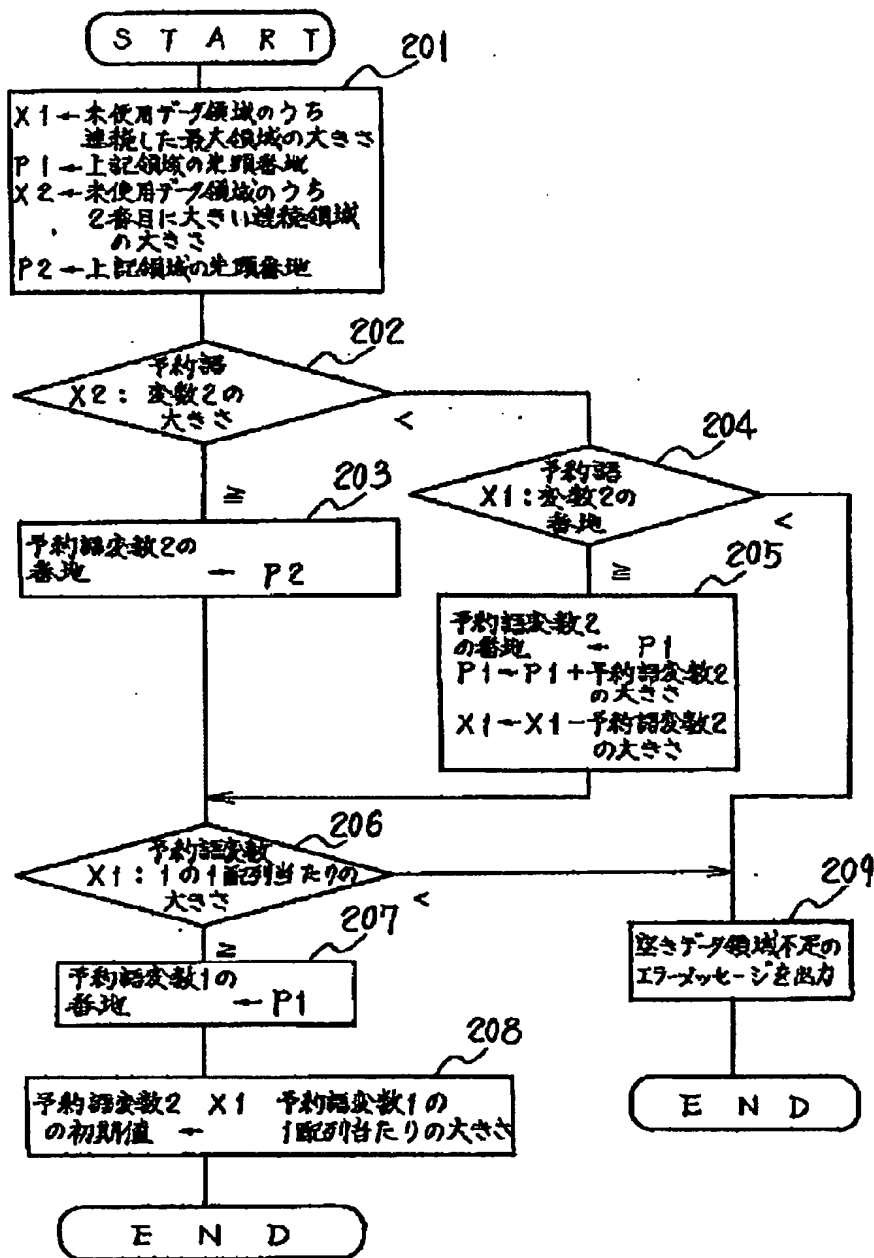 START
201
X1←未使用データ領域のうち
連続した最大領域の大きさ
P1←上記領域の先頭番地
X2←未使用データ領域のうち
2番目に大きい連続領域
の大きさ
P2←上記領域の先頭番地
202
予約語
X2：変数2の
大きさ
<
≧
203
予約語変数2の
番地 ← P2
204
予約語
X1：変数2の
番地
<
≧
205
予約語変数2
の番地 ← P1
P1←P1+予約語変数2
の大きさ
X1←X1-予約語変数2
の大きさ
206
予約語変数
X1：1の1配列当たりの
大きさ
<
≧
207
予約語変数1の
番地 ← P1
208
予約語変数2 X1 予約語変数1の
の初期値 ← 1配列当たりの大きさ
END
209
空きデータ領域不足の
エラーメッセージを出力
END